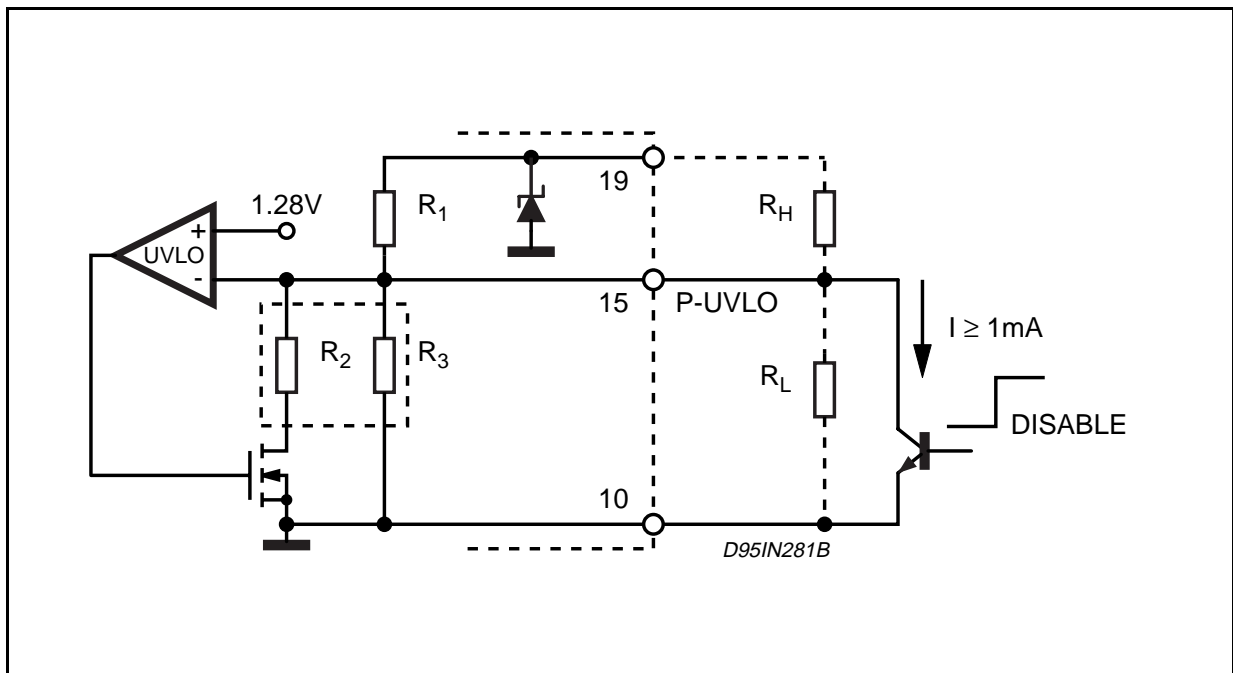 19
R1
RH
1.28V
+
UVLO
-
15
P-UVLO
I ≥ 1mA
R2
R3
RL
DISABLE
10
D95IN281B